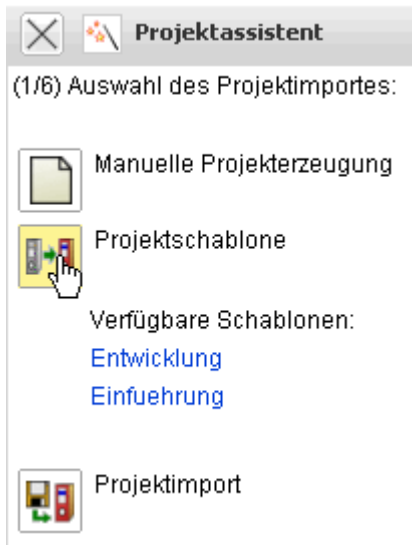 Projektassistent
(1/6) Auswahl des Projektimportes:
Manuelle Projekterzeugung
Projektschablone
Verfügbare Schablonen:
Entwicklung
Einfuehrung
Projektimport